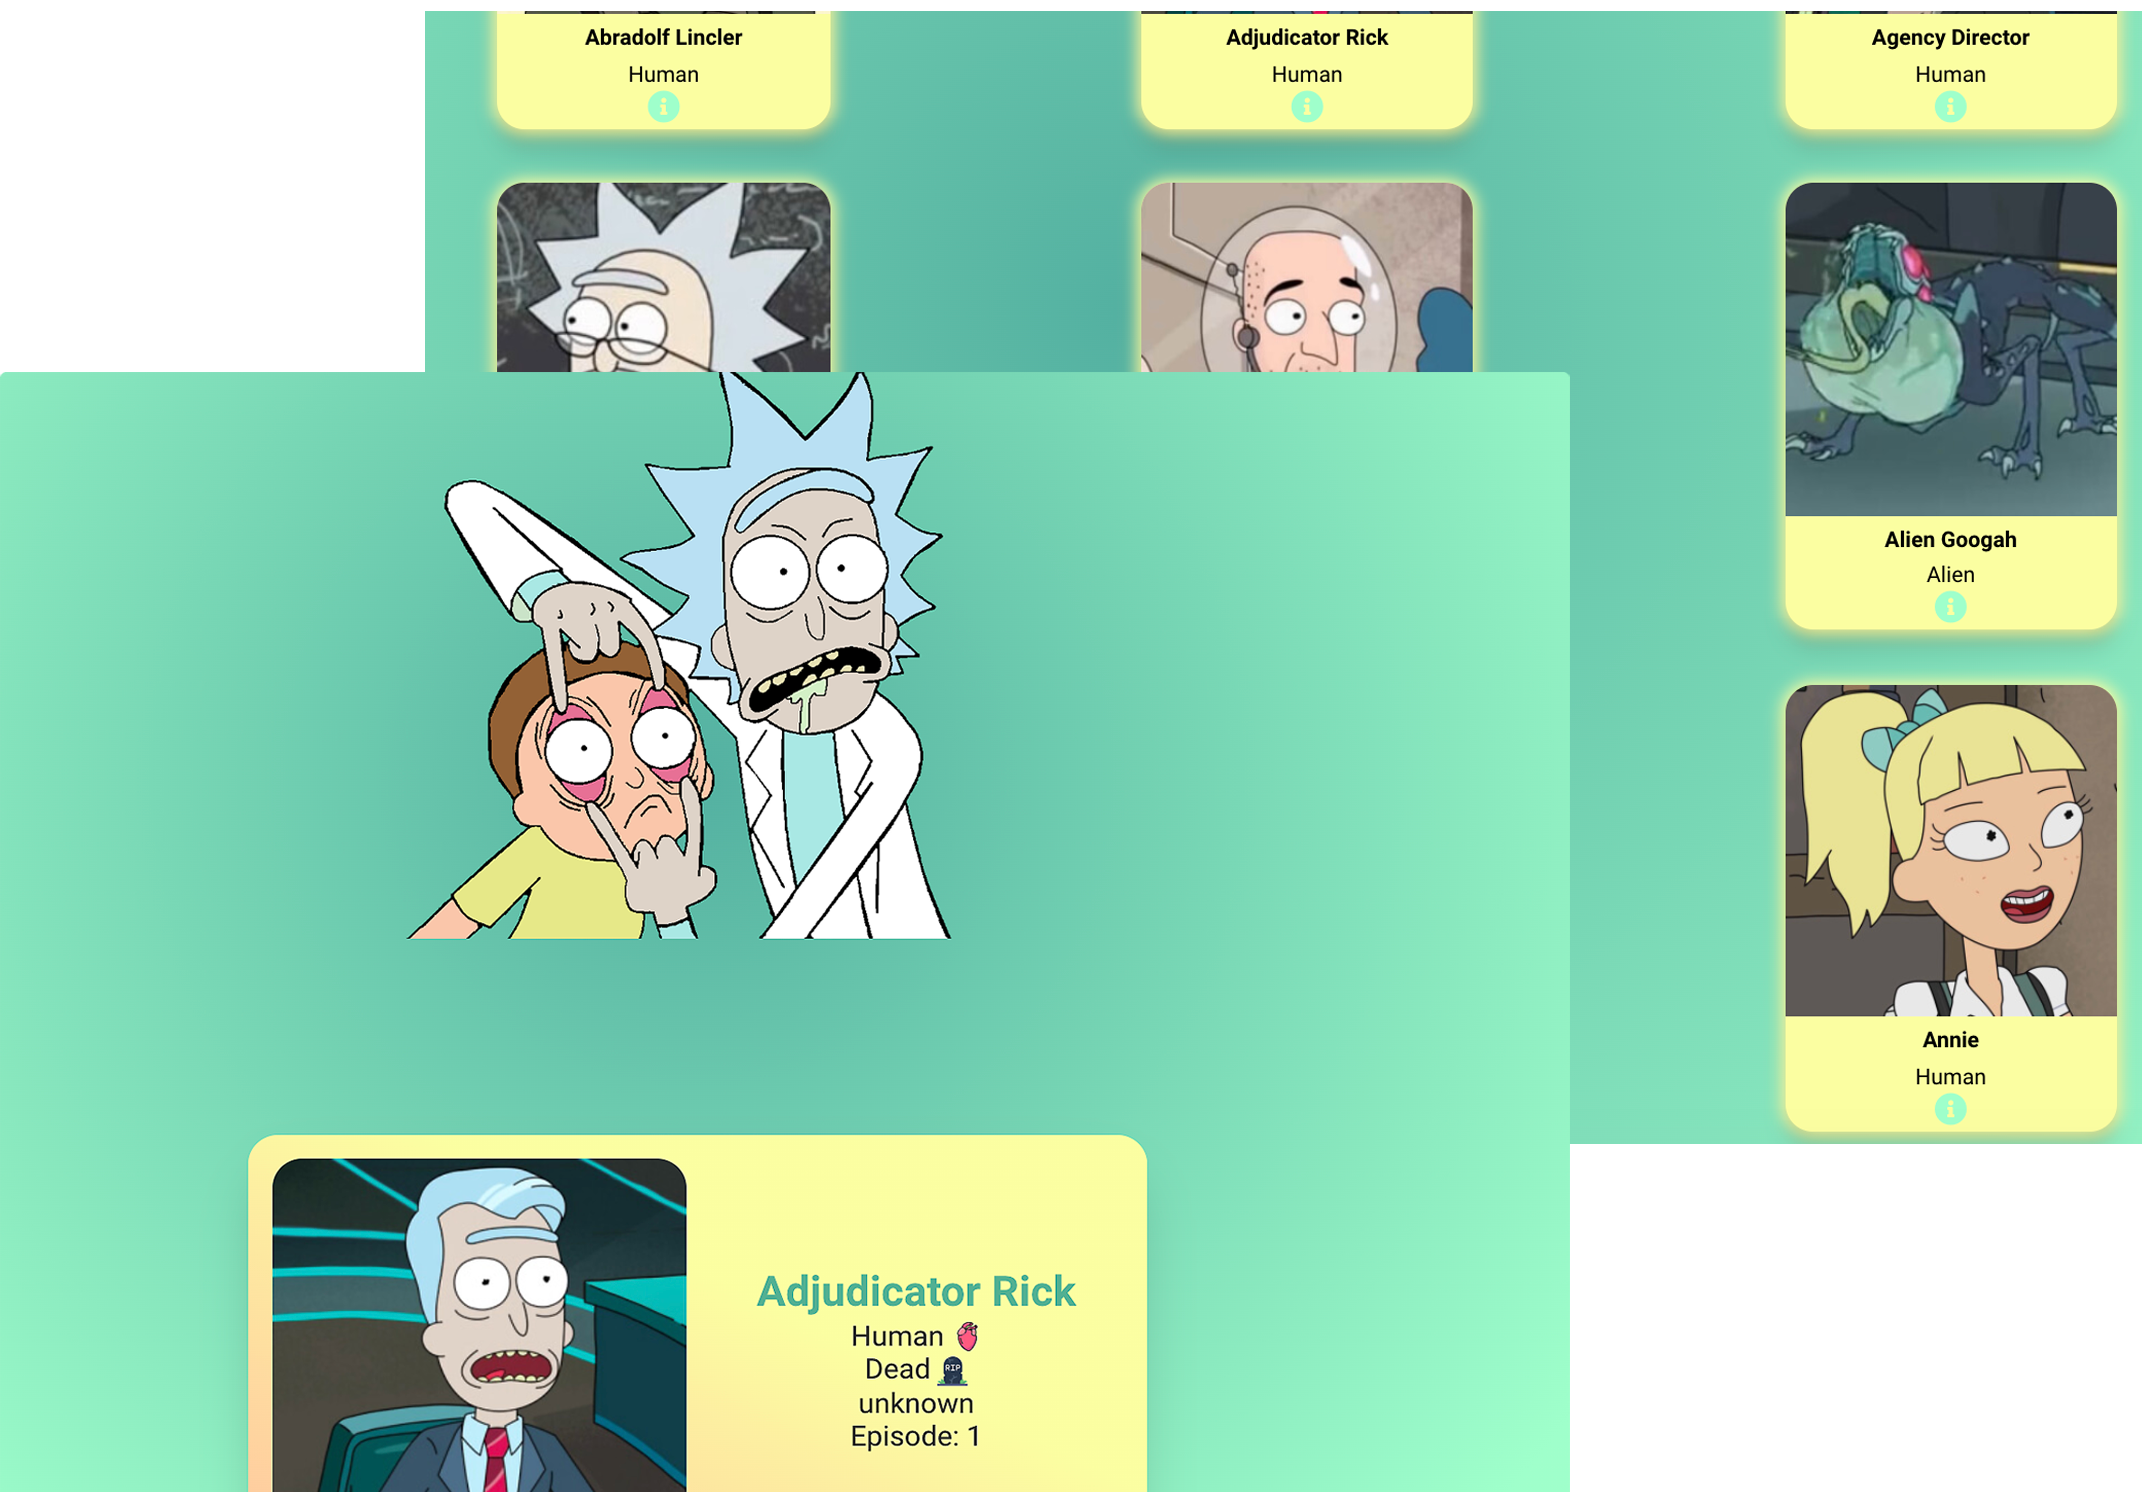 Abradolf Lincler
Human
Adjudicator Rick
Human
Agency Director
Human
Alien Googah
Alien
Annie
Human
Adjudicator Rick
Human
Dead
RIP
unknown
Episode: 1